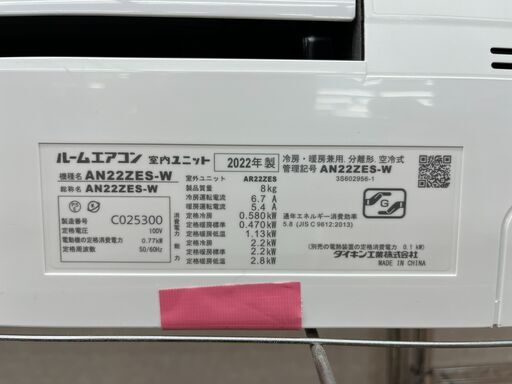 ルームエアコン 室内ユニット 2022年製
機種名 AN22ZES-W
総称名 AN22ZES-W
冷房・暖房兼用. 分離形. 空冷式
管理記号 AN22ZES-W
3S602956-1
製造番号 C025300
定格電圧 100V
電動機の定格消費電力 0.77kW
定格周波数 50/60Hz
室外ユニット AR22ZES
製品質量 8kg
冷房運転電流 6.7 A
暖房運転電流 5.4 A
消費電力
定格冷房 0.580kW
定格暖房標準 0.470kW
定格暖房低温 1.13kW
定格冷房 2.2kW
定格暖房標準 2.2kW
定格暖房低温 2.8kW
G
通年エネルギー消費効率
5.8 (JIS C 9612:2013)
(別売の電熱装置の定格消費電力 0.1 kW)
ダイキン工業株式会社
MADE IN CHINA